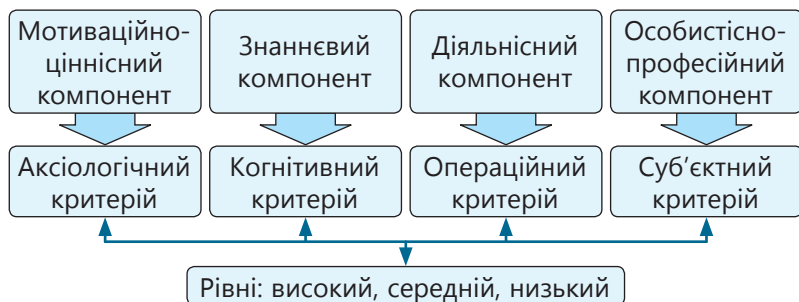 Мотиваційно-
ціннісний
компонент
Знаннєвий
компонент
Діяльнісний
компонент
Особистісно-
професійний
компонент
Аксіологічний
критерій
Когнітивний
критерій
Операційний
критерій
Суб’єктний
критерій
Рівні: високий, середній, низький